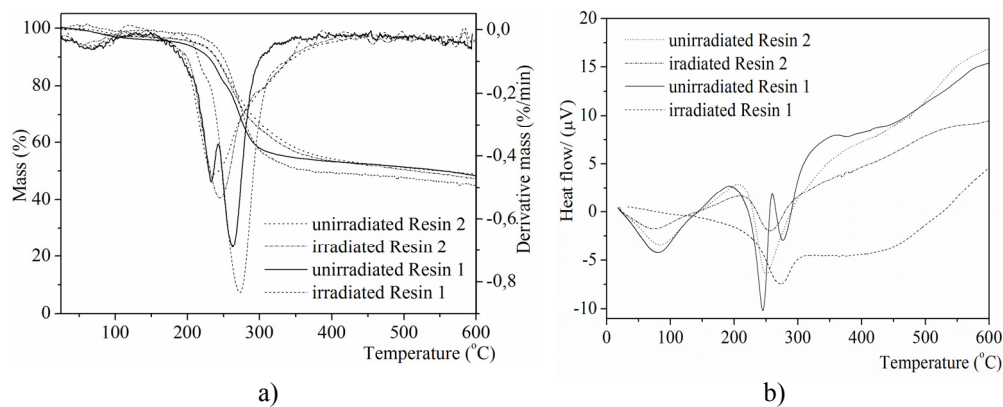 100
80
60
40
20
0
Mass (%)
0,0
-0,2
-0,4
-0,6
-0,8
Derivative mass (%/min)
unirradiated Resin 2
irradiated Resin 2
unirradiated Resin 1
irradiated Resin 1
100 200 300 400 500 600
Temperature (°C)
a)
20
15
10
5
0
-5
-10
Heat flow/ (μV)
unirradiated Resin 2
iradiated Resin 2
unirradiated Resin 1
irradiated Resin 1
0 100 200 300 400 500 600
Temperature (°C)
b)